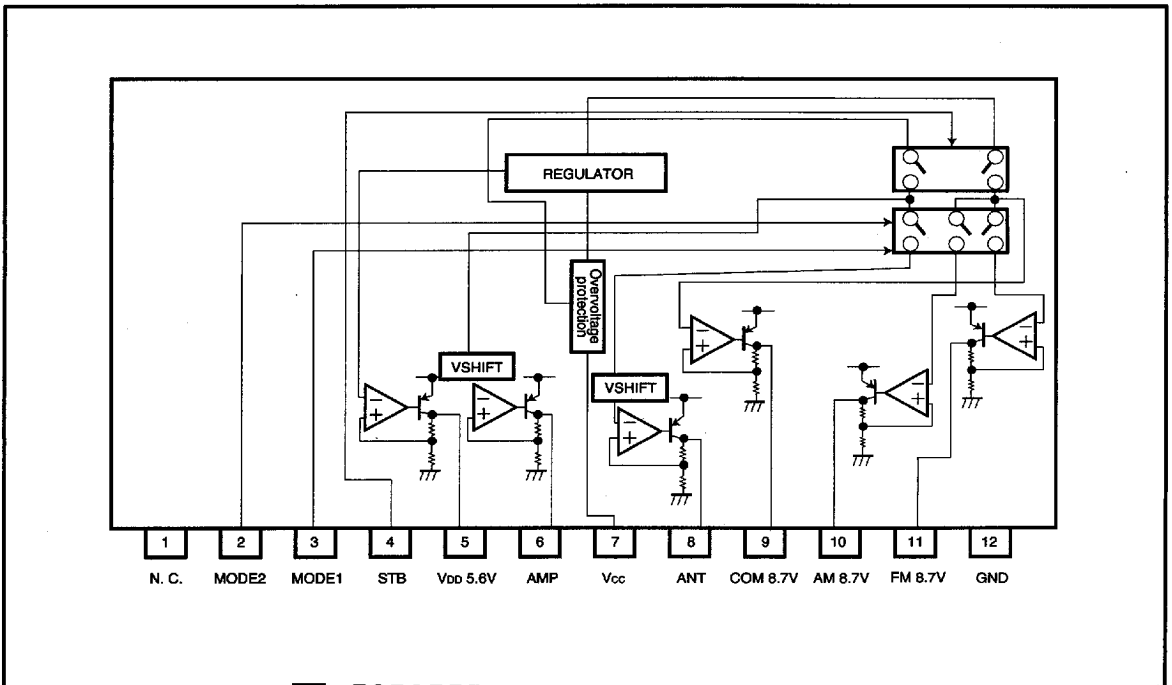 REGULATOR
Overvoltage
protection
VSHIFT
VSHIFT
− +
− +
− +
− +
− +
− +
1 2 3 4 5 6 7 8 9 10 11 12
N. C. MODE2 MODE1 STB VDD 5.6V AMP Vcc ANT COM 8.7V AM 8.7V FM 8.7V GND